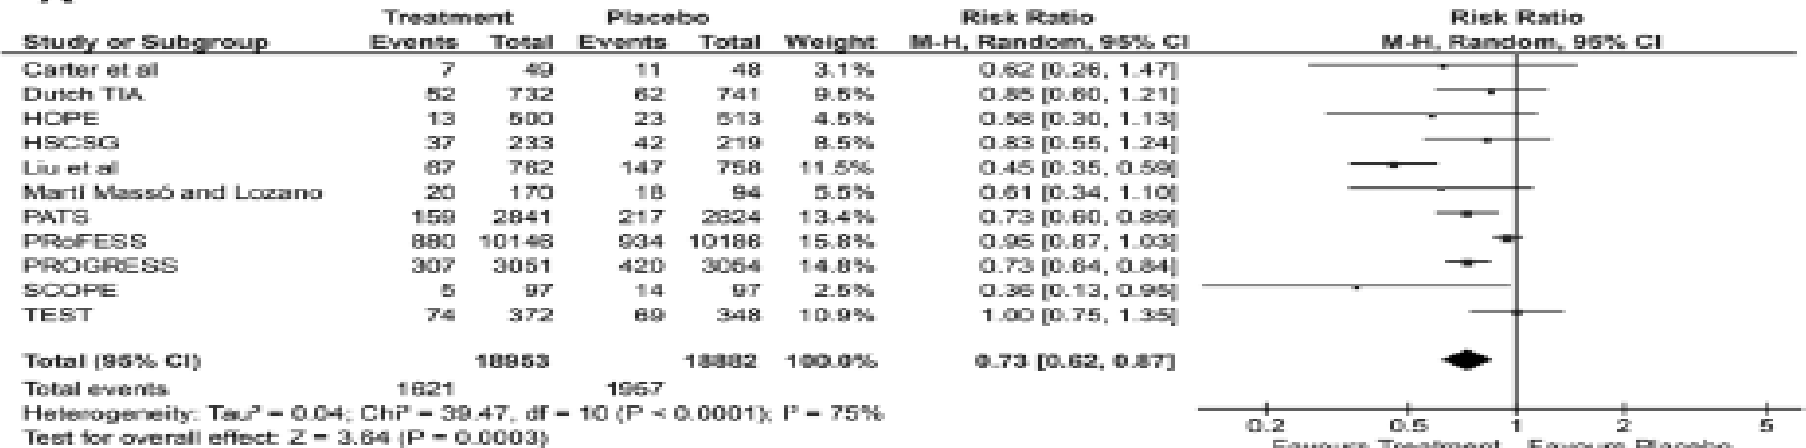 Treatment Placebo Risk Ratio Risk Ratio
Study or Subgroup Events Total Events Total Weight M-H, Random, 95% CI M-H, Random, 95% CI
Carter et al 7 49 11 48 3.1% 0.62 [0.26, 1.47]
Dutch TIA 52 732 62 741 9.5% 0.85 [0.60, 1.21]
HOPE 13 500 23 513 4.5% 0.58 [0.30, 1.13]
HSCSG 37 233 42 219 8.5% 0.83 [0.55, 1.24]
Liu et al 67 762 147 758 11.5% 0.45 [0.35, 0.59]
Martí Massó and Lozano 20 170 18 94 5.5% 0.61 [0.34, 1.10]
PATS 159 2841 217 2824 13.4% 0.73 [0.60, 0.89]
PRoFESS 880 10146 934 10186 15.8% 0.95 [0.87, 1.03]
PROGRESS 307 3051 420 3054 14.8% 0.73 [0.64, 0.84]
SCOPE 5 97 14 97 2.5% 0.36 [0.13, 0.95]
TEST 74 372 69 348 10.9% 1.00 [0.75, 1.35]
Total (95% CI) 18953 18882 100.0% 0.73 [0.62, 0.87]
Total events 1621 1957
Heterogeneity: Tau² = 0.04; Chi² = 39.47, df = 10 (P < 0.0001); I² = 75%
Test for overall effect: Z = 3.64 (P = 0.0003)
0.2 0.5 1 2 5
Favours Treatment Favours Placebo